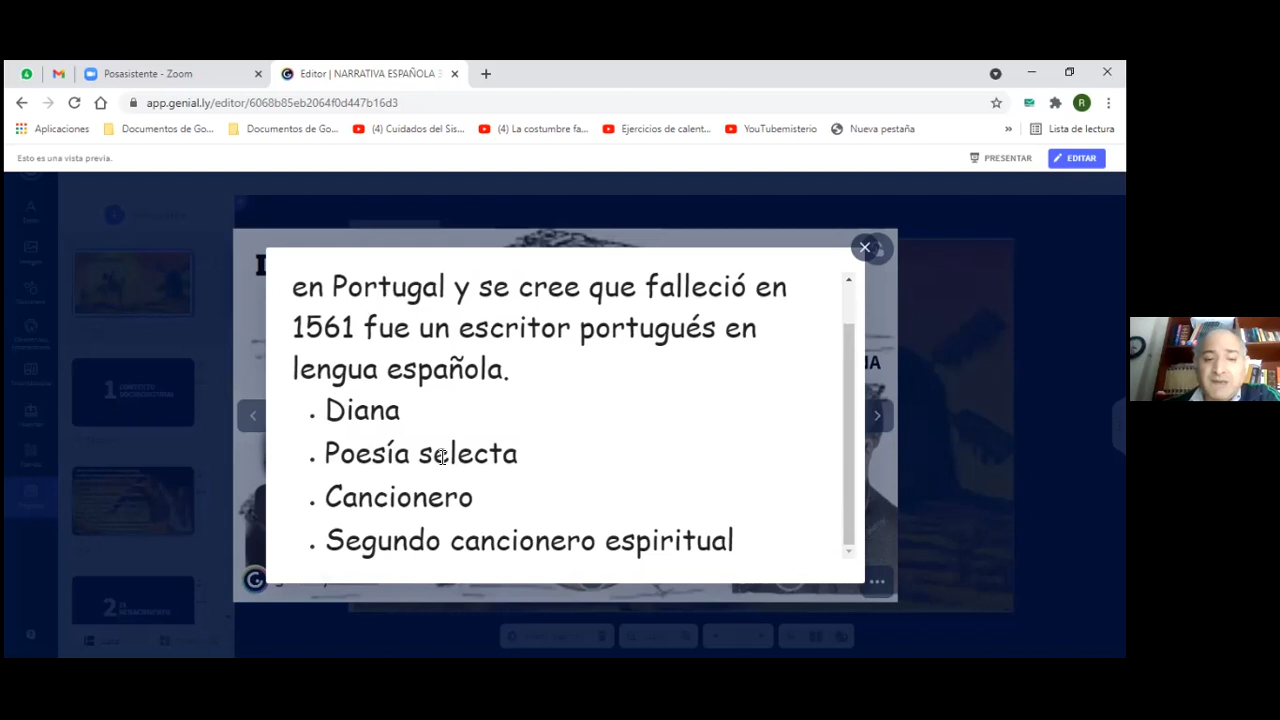 Posasistente - Zoom
Editor | NARRATIVA ESPAÑOLA
app.genial.ly/editor/6068b85eb2064f0d447b16d3
Aplicaciones
Documentos de Go...
Documentos de Go...
(4) Cuidados del Sis...
(4) La costumbre fa...
Ejercicios de calent...
YouTubemisterio
Nueva pestaña
»
Lista de lectura
Esto es una vista previa.
PRESENTAR
EDITAR
en Portugal y se cree que falleció en
1561 fue un escritor portugués en
lengua española.
. Diana
. Poesía selecta
. Cancionero
. Segundo cancionero espiritual
1
2